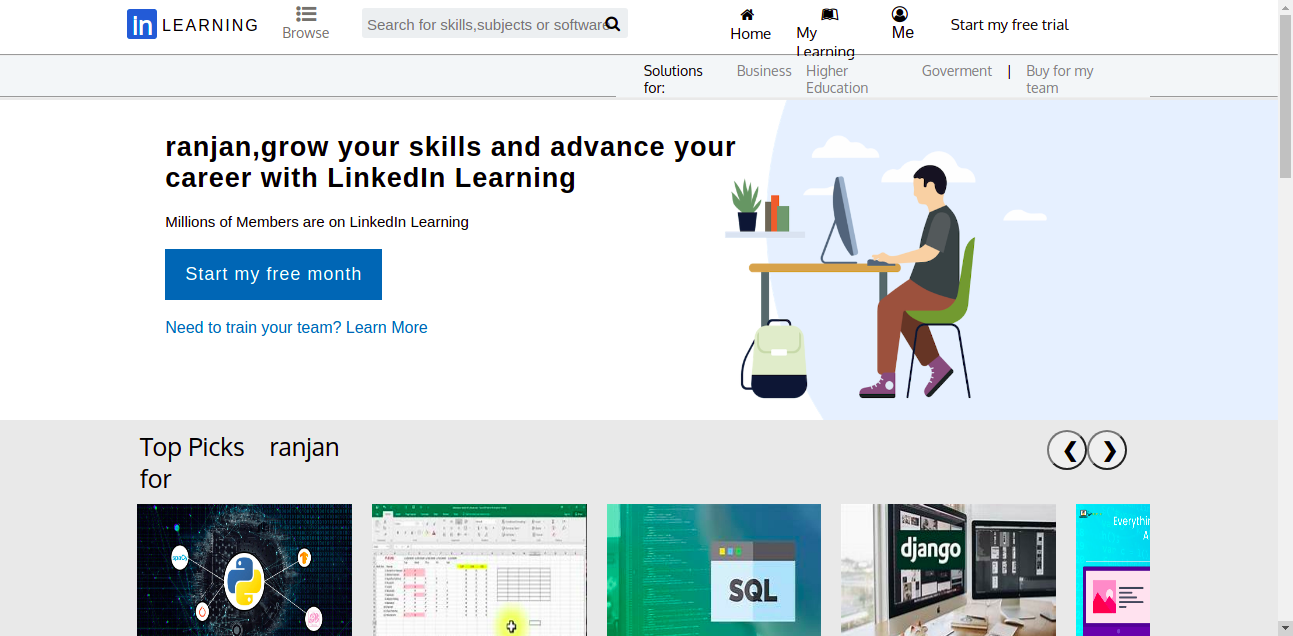 in LEARNING
Browse
Search for skills,subjects or software
Home
My
Learning
Me
Start my free trial
Solutions
for:
Business
Higher
Education
Goverment
|
Buy for my
team
ranjan,grow your skills and advance your
career with LinkedIn Learning
Millions of Members are on LinkedIn Learning
Start my free month
Need to train your team? Learn More
Top Picks
for
ranjan
❮
❯
spaCy
SQL
django
Everythin